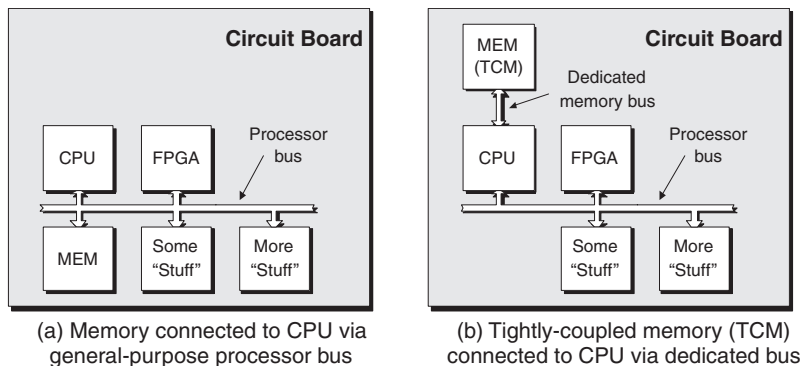 Circuit Board
CPU
FPGA
Processor
bus
MEM
Some
“Stuff”
More
“Stuff”
(a) Memory connected to CPU via
general-purpose processor bus
Circuit Board
MEM
(TCM)
Dedicated
memory bus
CPU
FPGA
Processor
bus
Some
“Stuff”
More
“Stuff”
(b) Tightly-coupled memory (TCM)
connected to CPU via dedicated bus